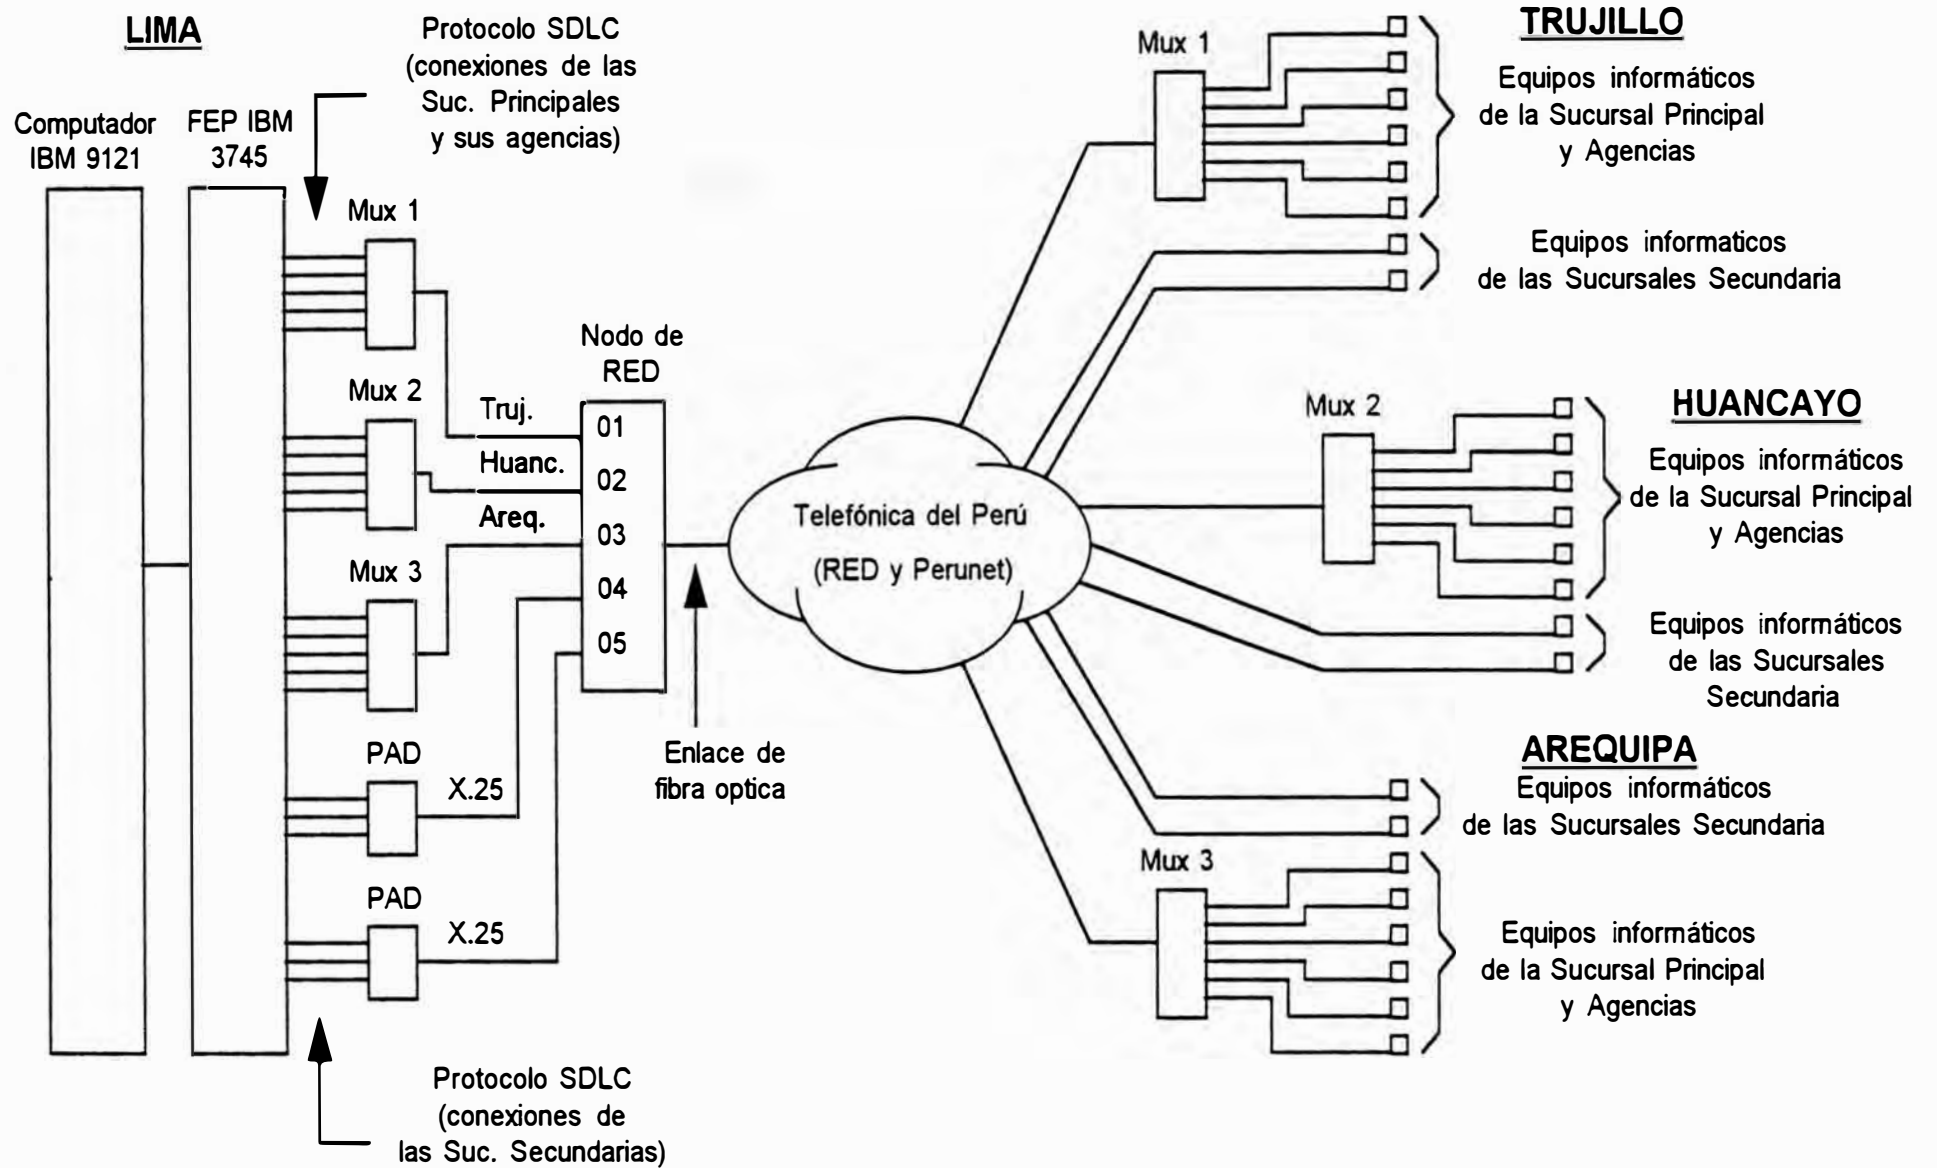 LIMA
Protocolo SDLC
(conexiones de las
Suc. Principales
y sus agencias)
Computador
IBM 9121
FEP IBM
3745
Mux 1
Mux 2
Mux 3
PAD
X.25
PAD
X.25
Protocolo SDLC
(conexiones de
las Suc. Secundarias)
Truj.
Huanc.
Areq.
Nodo de
RED
01
02
03
04
05
Enlace de
fibra optica
Telefónica del Perú
(RED y Perunet)
Mux 1
TRUJILLO
Equipos informáticos
de la Sucursal Principal
y Agencias
Equipos informaticos
de las Sucursales Secundaria
Mux 2
HUANCAYO
Equipos informáticos
de la Sucursal Principal
y Agencias
Equipos informáticos
de las Sucursales
Secundaria
AREQUIPA
Equipos informáticos
de las Sucursales Secundaria
Mux 3
Equipos informáticos
de la Sucursal Principal
y Agencias